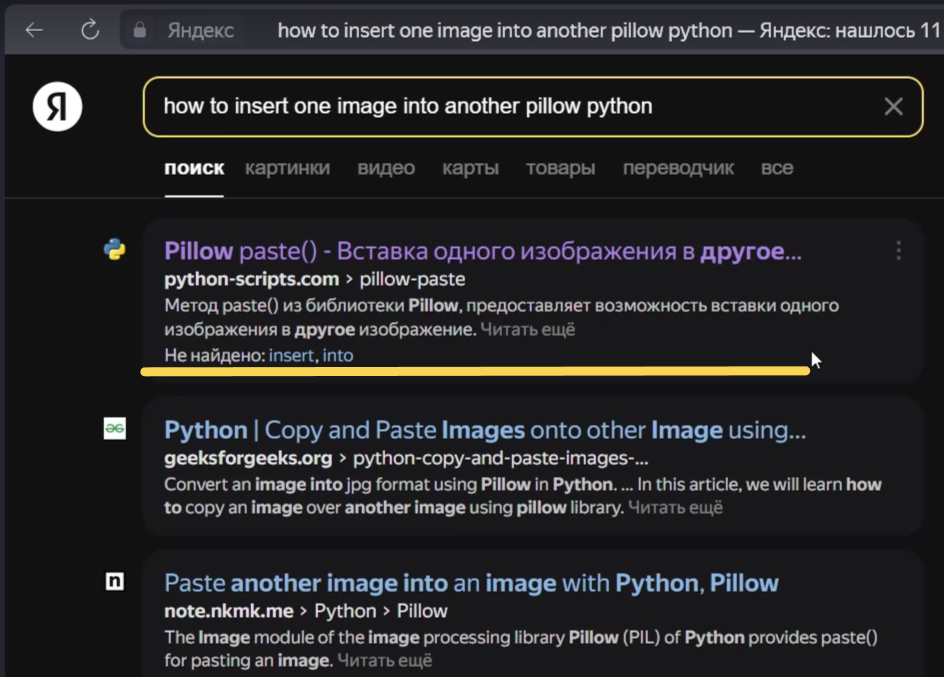 Яндекс how to insert one image into another pillow python — Яндекс: нашлось 11
Я how to insert one image into another pillow python
поиск картинки видео карты товары переводчик все
Pillow paste() - Вставка одного изображения в другое...
python-scripts.com › pillow-paste
Метод paste() из библиотеки Pillow, предоставляет возможность вставки одного
изображения в другое изображение. Читать ещё
Не найдено: insert, into
Python | Copy and Paste Images onto other Image using...
geeksforgeeks.org › python-copy-and-paste-images-...
Convert an image into jpg format using Pillow in Python. ... In this article, we will learn how
to copy an image over another image using pillow library. Читать ещё
n Paste another image into an image with Python, Pillow
note.nkmk.me › Python › Pillow
The Image module of the image processing library Pillow (PIL) of Python provides paste()
for pasting an image. Читать ещё